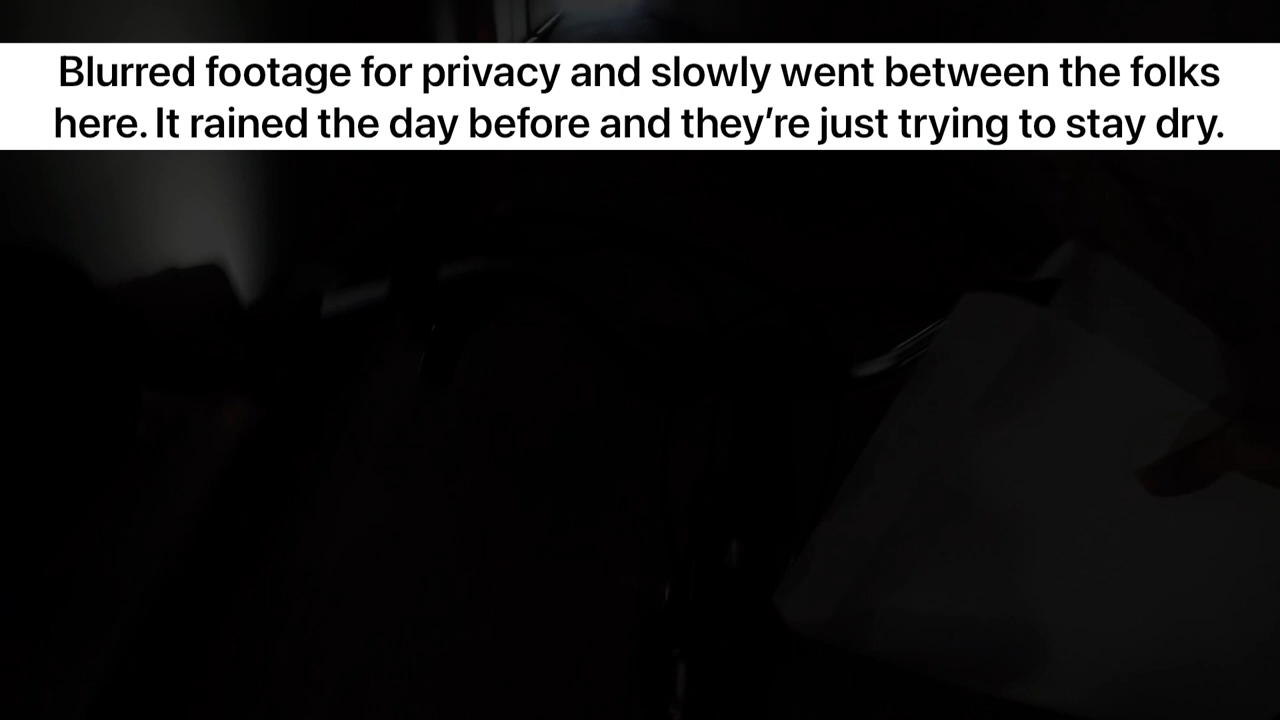 Blurred footage for privacy and slowly went between the folks
here. It rained the day before and they’re just trying to stay dry.